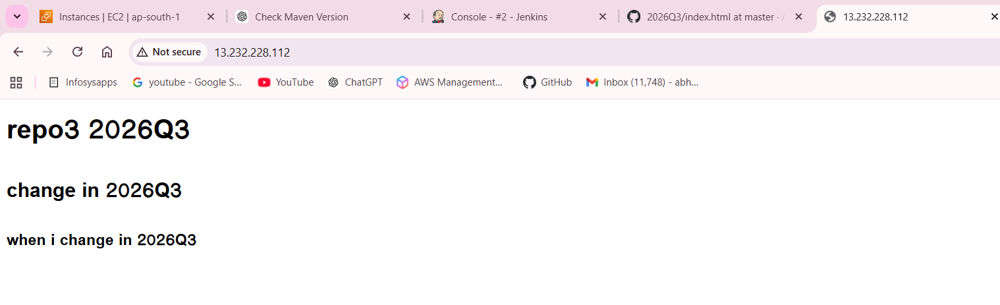 Instances | EC2 | ap-south-1
Check Maven Version
Console - #2 - Jenkins
2026Q3/index.html at master ·
13.232.228.112
Not secure
13.232.228.112
Infosysapps
youtube - Google S...
YouTube
ChatGPT
AWS Management...
GitHub
Inbox (11,748) - abh...
repo3 2026Q3
change in 2026Q3
when i change in 2026Q3